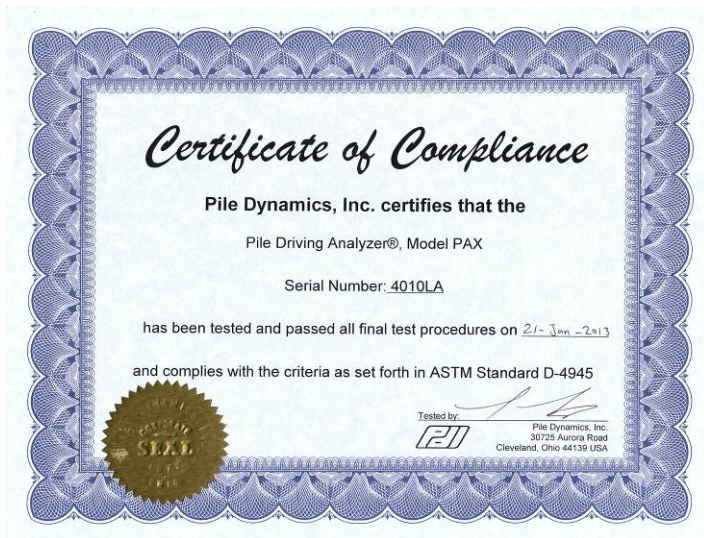 Certificate of Compliance
Pile Dynamics, Inc. certifies that the
Pile Driving Analyzer®, Model PAX
Serial Number: 4010LA
has been tested and passed all final test procedures on 21-Jan-2013
and complies with the criteria as set forth in ASTM Standard D-4945
Tested by:
PDI
Pile Dynamics, Inc.
30725 Aurora Road
Cleveland, Ohio 44139 USA
CORPORATE
SEAL